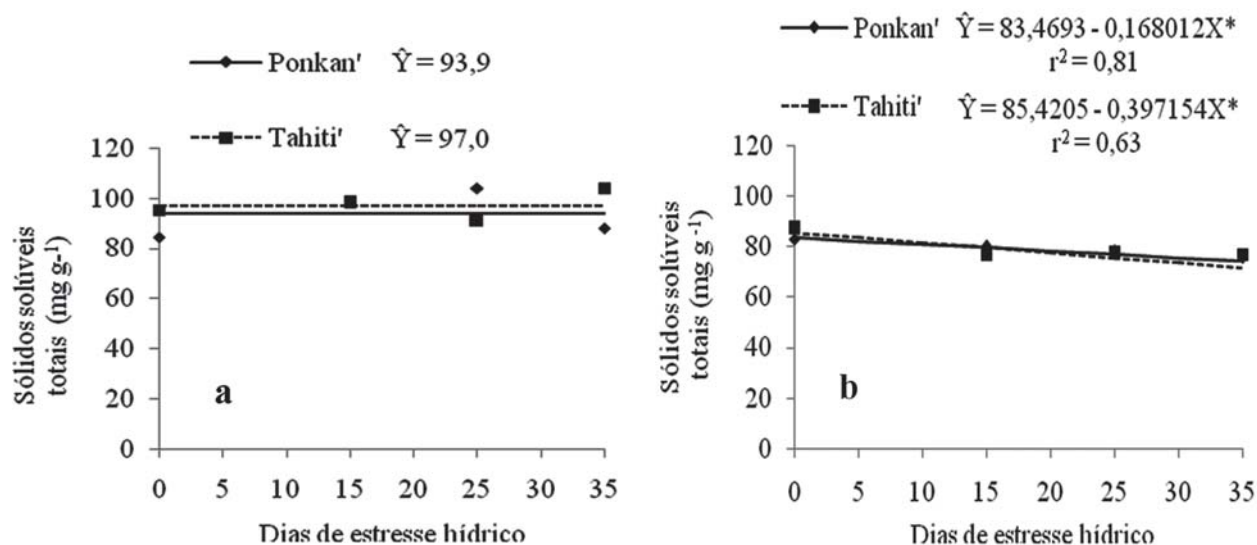 Ponkan' Ŷ = 93,9
Tahiti' Ŷ = 97,0
Sólidos solúveis
totais (mg g-¹)
120
100
80
60
40
20
0
a
0 5 10 15 20 25 30 35
Dias de estresse hídrico
Ponkan' Ŷ = 83,4693 - 0,168012X*
r² = 0,81
Tahiti' Ŷ = 85,4205 - 0,397154X*
r² = 0,63
Sólidos solúveis
totais (mg g⁻¹)
120
100
80
60
40
20
0
b
0 5 10 15 20 25 30 35
Dias de estresse hídrico